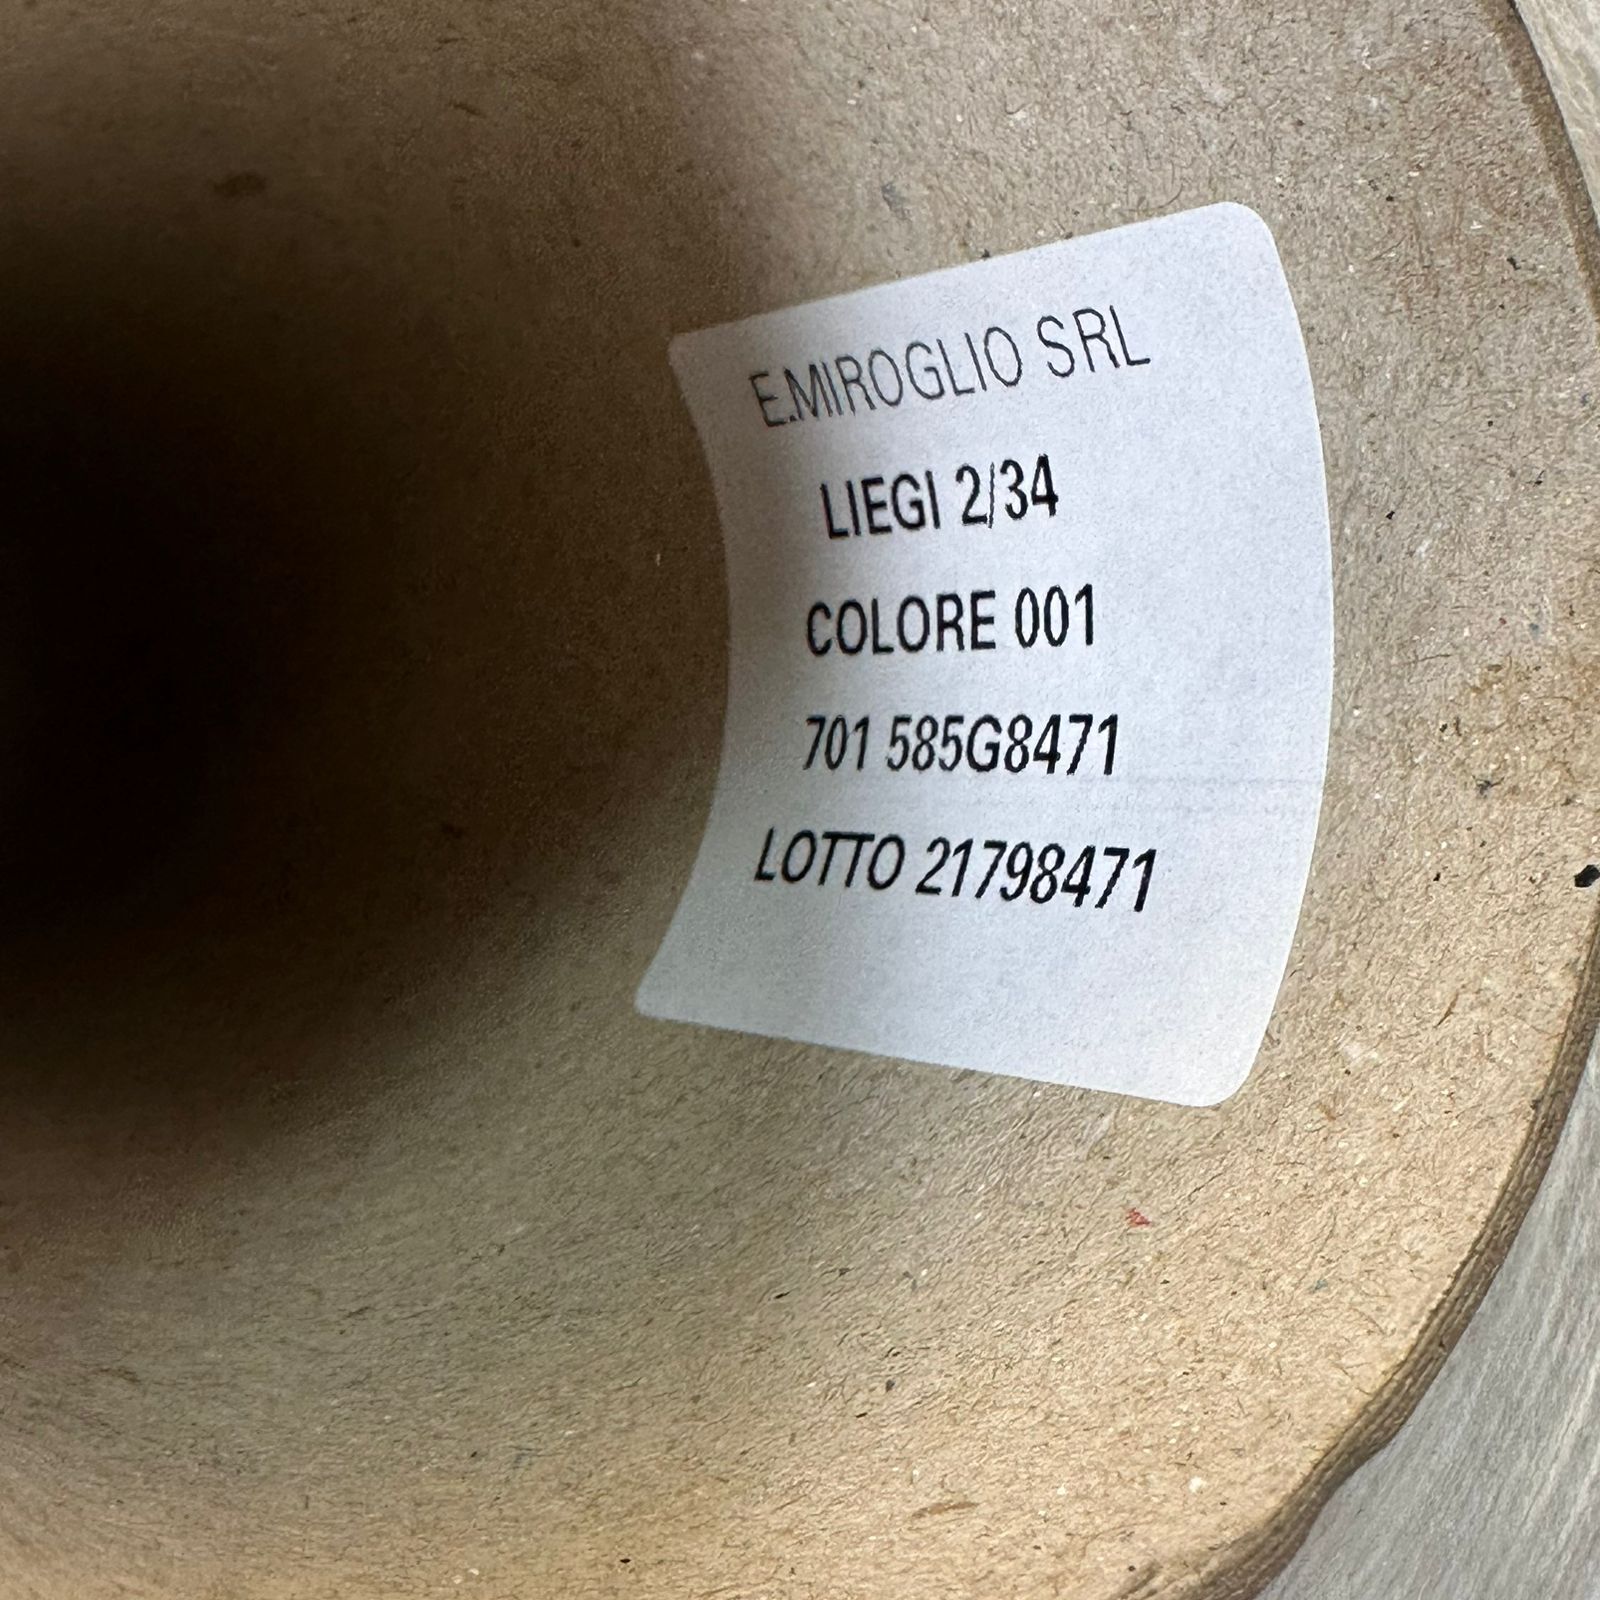 E.MIROGLIO SRL
LIEGI 2/34
COLORE 001
701 585G8471
LOTTO 21798471